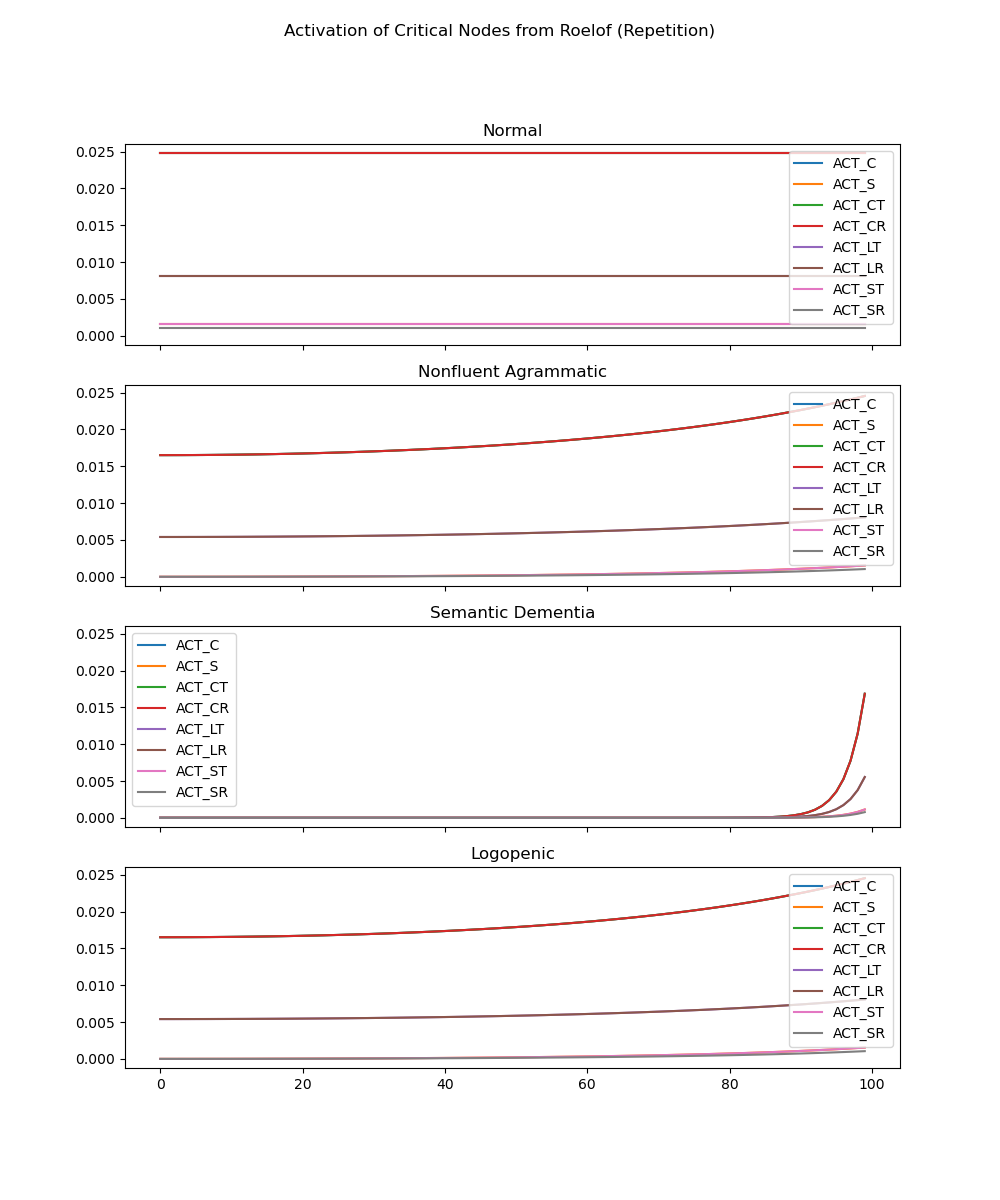 Activation of Critical Nodes from Roelof (Repetition)
Normal
0.025
0.020
0.015
0.010
0.005
0.000
ACT_C
ACT_S
ACT_CT
ACT_CR
ACT_LT
ACT_LR
ACT_ST
ACT_SR
Nonfluent Agrammatic
0.025
0.020
0.015
0.010
0.005
0.000
ACT_C
ACT_S
ACT_CT
ACT_CR
ACT_LT
ACT_LR
ACT_ST
ACT_SR
Semantic Dementia
0.025
0.020
0.015
0.010
0.005
0.000
ACT_C
ACT_S
ACT_CT
ACT_CR
ACT_LT
ACT_LR
ACT_ST
ACT_SR
Logopenic
0.025
0.020
0.015
0.010
0.005
0.000
ACT_C
ACT_S
ACT_CT
ACT_CR
ACT_LT
ACT_LR
ACT_ST
ACT_SR
0 20 40 60 80 100